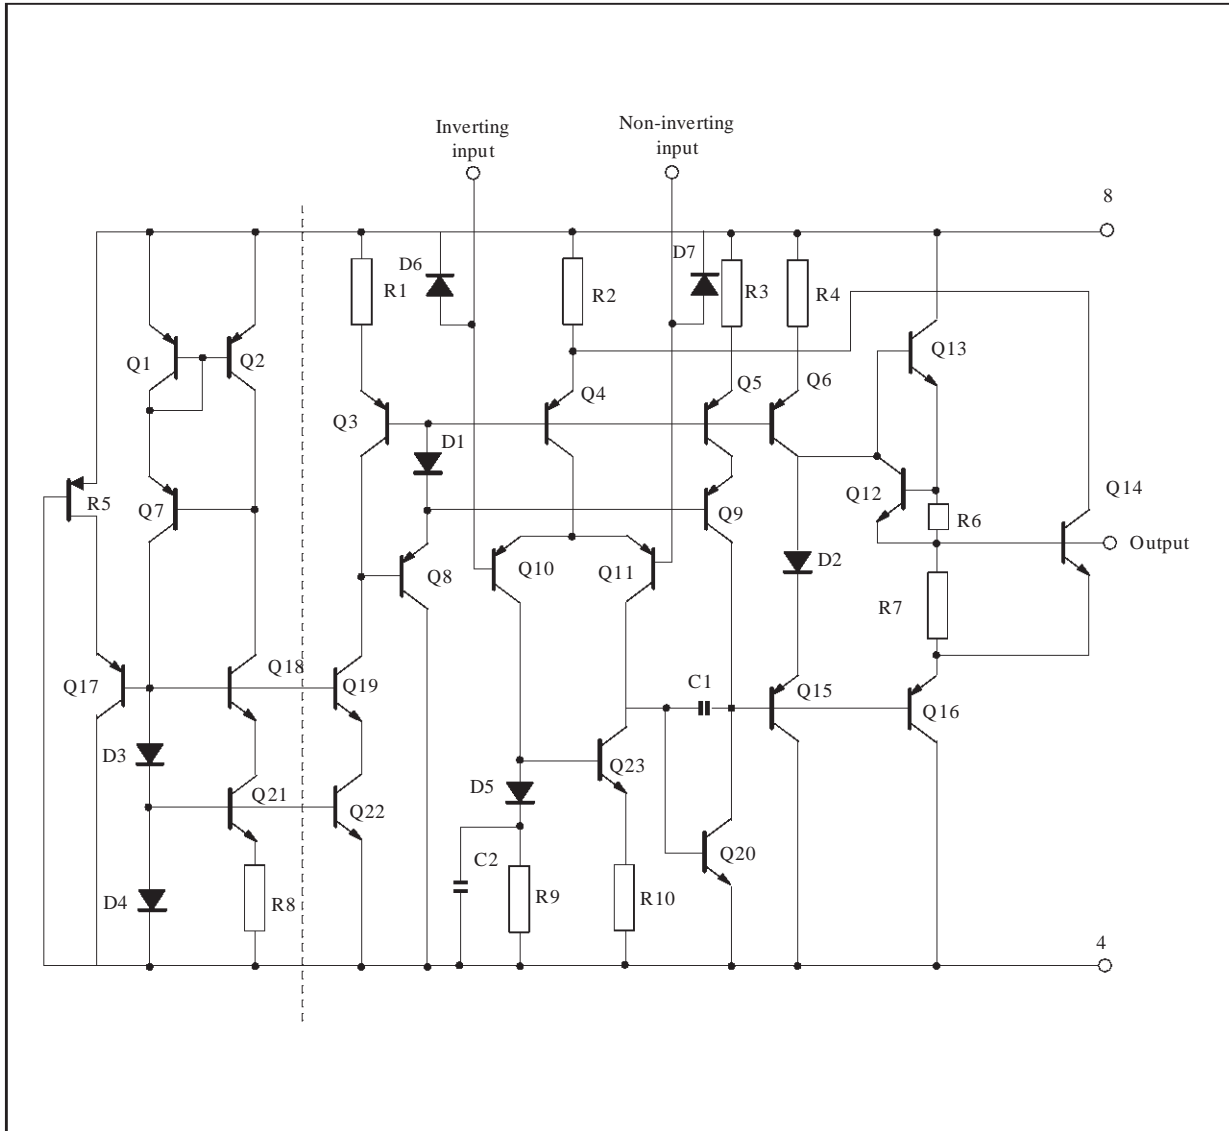 Inverting
input
Non-inverting
input
8
D6
D7
R1
R2
R3
R4
Q1
Q2
Q3
Q4
Q5
Q6
Q13
D1
R5
Q7
Q12
Q9
R6
Q14
Output
Q8
Q10
Q11
D2
R7
Q17
Q18
Q19
C1
Q15
Q16
D3
Q21
Q22
D5
Q23
C2
Q20
D4
R8
R9
R10
4